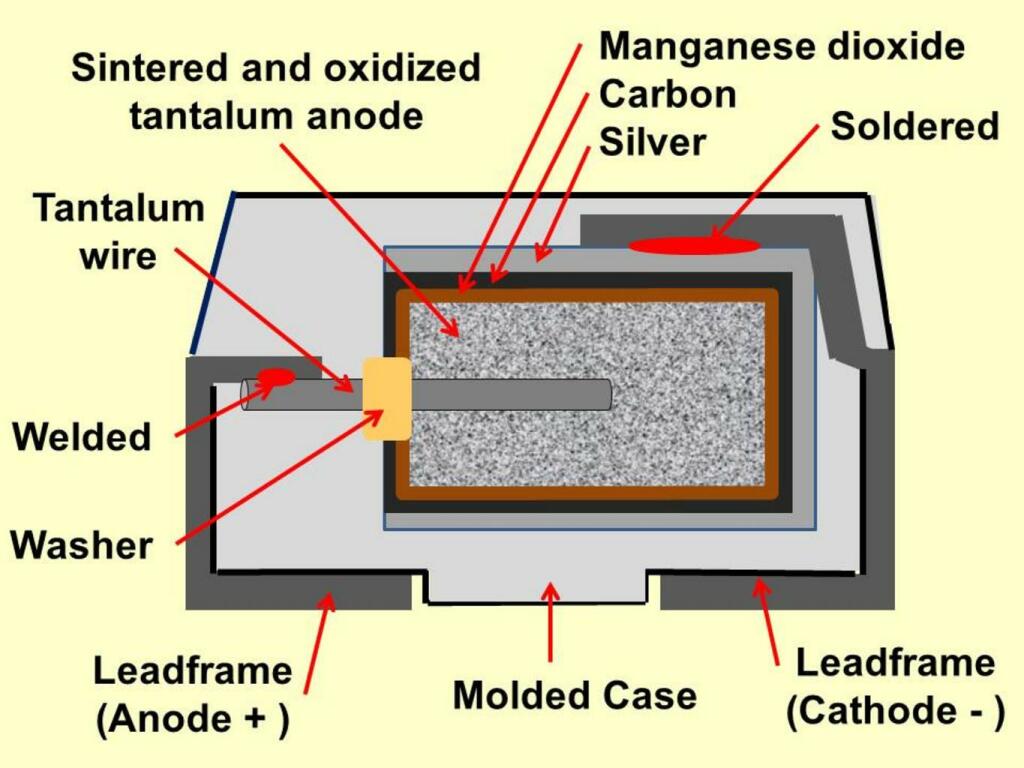 Sintered and oxidized
tantalum anode
Manganese dioxide
Carbon
Silver
Soldered
Tantalum
wire
Welded
Washer
Leadframe
(Anode + )
Molded Case
Leadframe
(Cathode - )